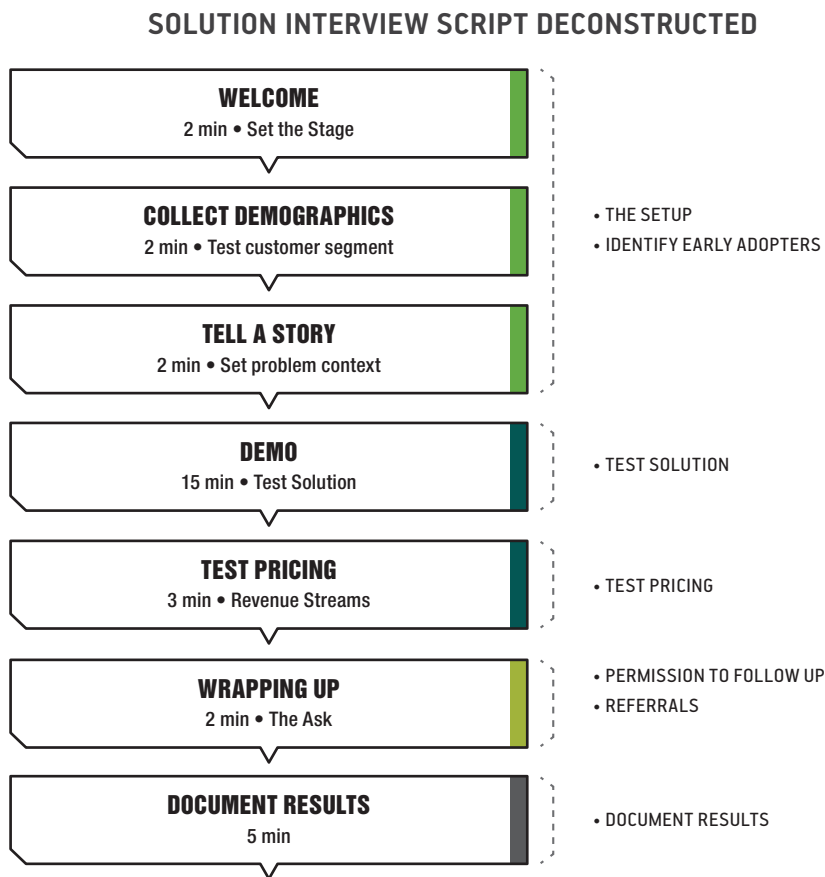 SOLUTION INTERVIEW SCRIPT DECONSTRUCTED
WELCOME
2 min • Set the Stage
COLLECT DEMOGRAPHICS
2 min • Test customer segment
• THE SETUP
• IDENTIFY EARLY ADOPTERS
TELL A STORY
2 min • Set problem context
DEMO
15 min • Test Solution
• TEST SOLUTION
TEST PRICING
3 min • Revenue Streams
• TEST PRICING
WRAPPING UP
2 min • The Ask
• PERMISSION TO FOLLOW UP
• REFERRALS
DOCUMENT RESULTS
5 min
• DOCUMENT RESULTS